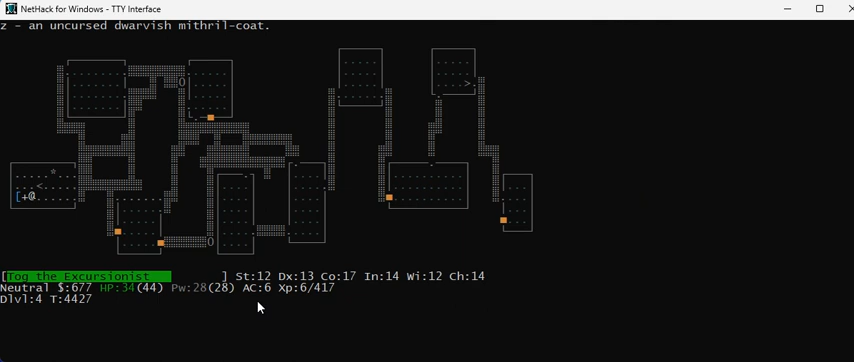 NetHack for Windows - TTY Interface
z - an uncursed dwarvish mithril-coat.
[Tog the Excursionist ] St:12 Dx:13 Co:17 In:14 Wi:12 Ch:14
Neutral $:677 HP:34(44) Pw:28(28) AC:6 Xp:6/417
Dlvl:4 T:4427